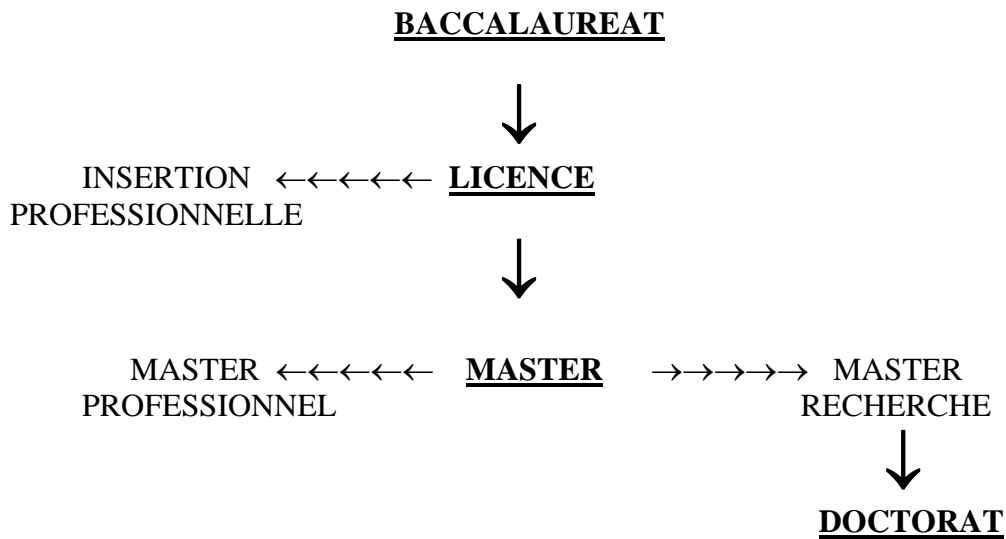 BACCALAUREAT
↓
INSERTION ←←←←← LICENCE
PROFESSIONNELLE
↓
MASTER ←←←←← MASTER →→→→→ MASTER
PROFESSIONNEL RECHERCHE
↓
DOCTORAT